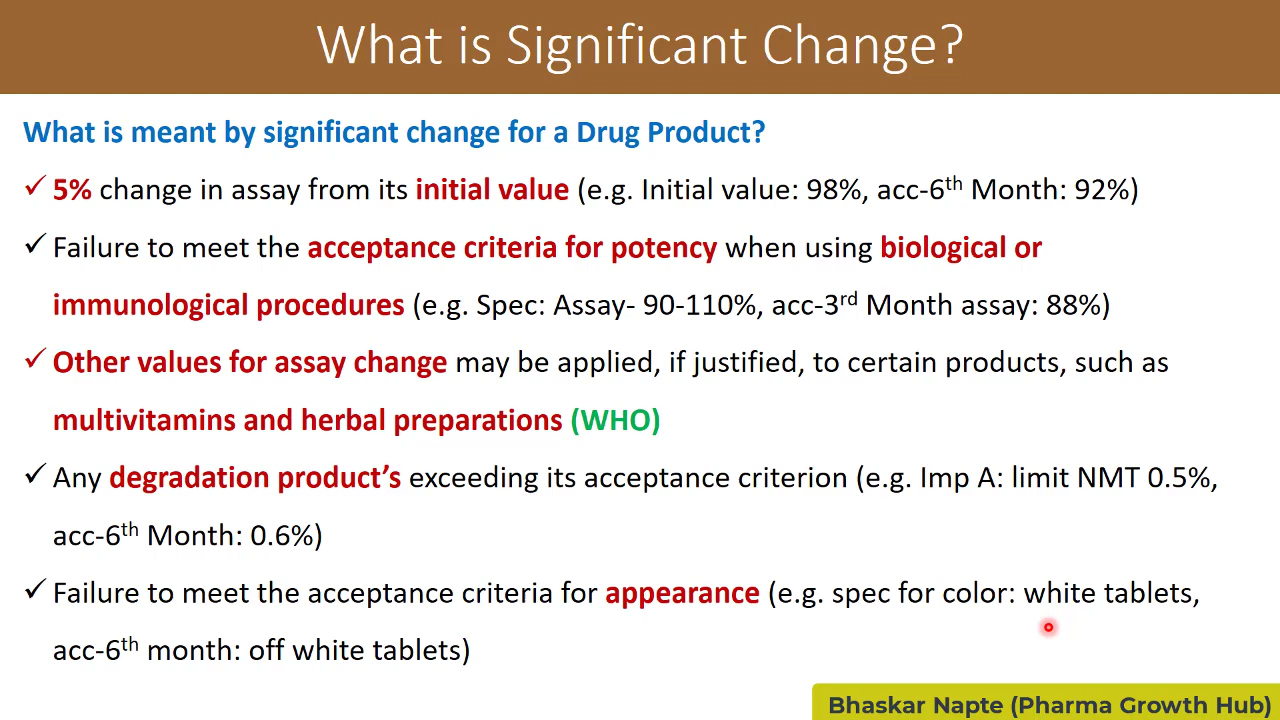 What is Significant Change?
What is meant by significant change for a Drug Product?
✓ 5% change in assay from its initial value (e.g. Initial value: 98%, acc-6th Month: 92%)
✓ Failure to meet the acceptance criteria for potency when using biological or
immunological procedures (e.g. Spec: Assay- 90-110%, acc-3rd Month assay: 88%)
✓ Other values for assay change may be applied, if justified, to certain products, such as
multivitamins and herbal preparations (WHO)
✓ Any degradation product’s exceeding its acceptance criterion (e.g. Imp A: limit NMT 0.5%,
acc-6th Month: 0.6%)
✓ Failure to meet the acceptance criteria for appearance (e.g. spec for color: white tablets,
acc-6th month: off white tablets)
Bhaskar Napte (Pharma Growth Hub)